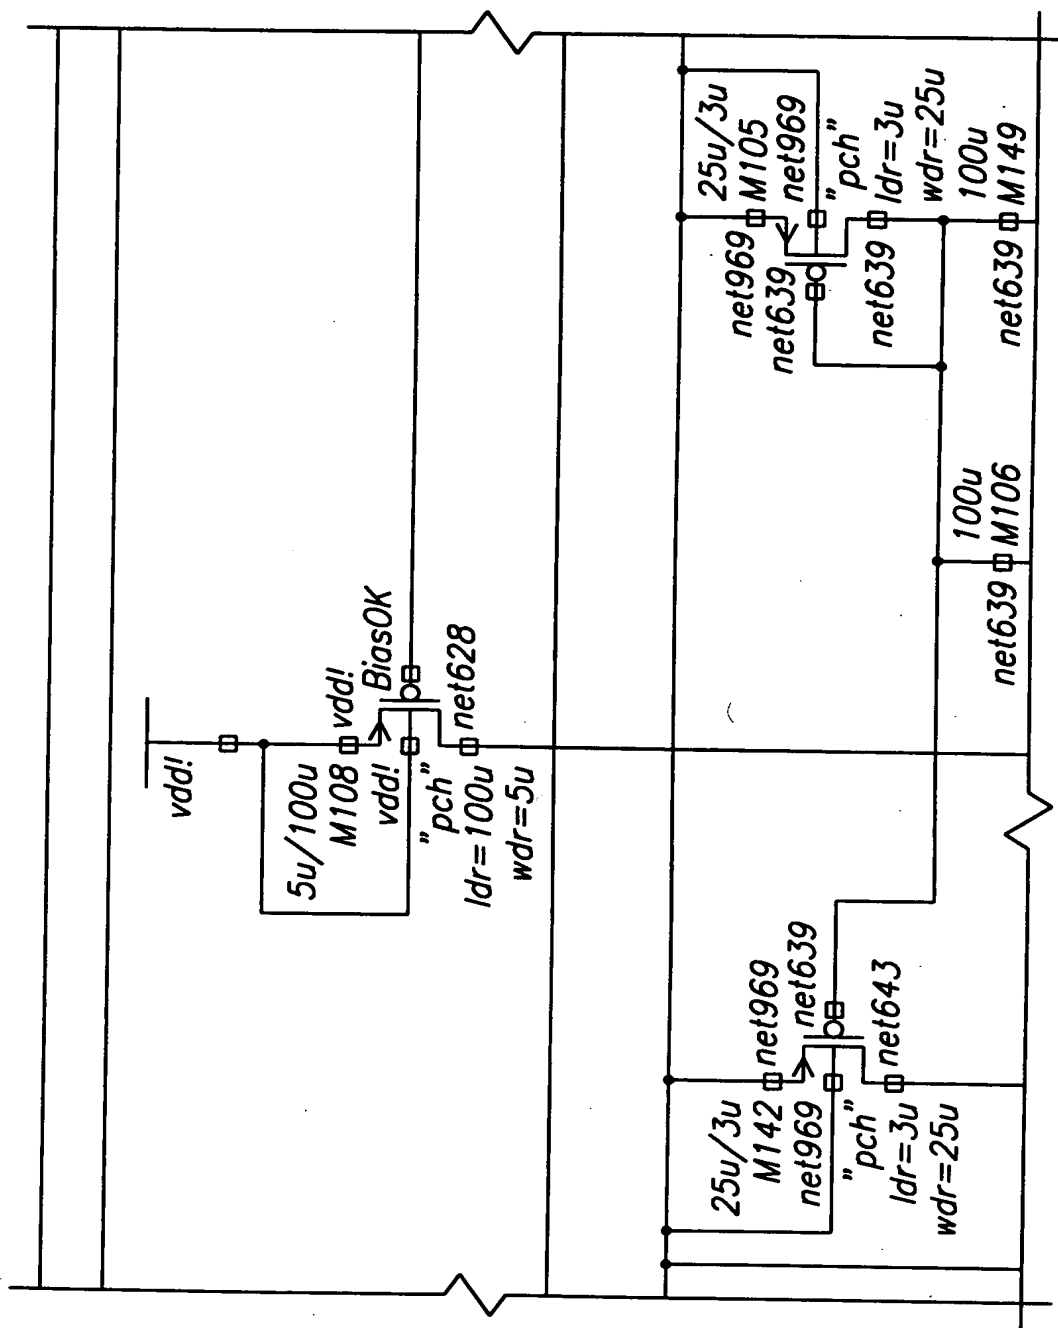 vdd!
5u/100u
M108
vdd!
vdd!
BiasOK
"pch"
net628
ldr=100u
wdr=5u
25u/3u
M105
net969
net969
net639
"pch"
ldr=3u
net639
wdr=25u
100u
M149
net639
100u
M106
net639
25u/3u
M142
net969
net969
net639
"pch"
net643
ldr=3u
wdr=25u